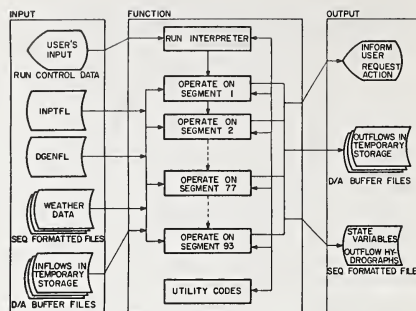 INPUT
FUNCTION
OUTPUT
USER'S
INPUT
RUN CONTROL DATA
INPTFL
DGENFL
WEATHER
DATA
SEQ FORMATTED FILES
INFLOWS IN
TEMPORARY
STORAGE
D/A BUFFER FILES
RUN INTERPRETER
OPERATE ON
SEGMENT 1
OPERATE ON
SEGMENT 2
OPERATE ON
SEGMENT 77
OPERATE ON
SEGMENT 93
UTILITY CODES
INFORM
USER
REQUEST
ACTION
OUTFLOWS IN
TEMPORARY
STORAGE
D/A BUFFER FILES
STATE
VARIABLES
OUTFLOW HY-
DROGRAPHS
SEQ FORMATTED FILE